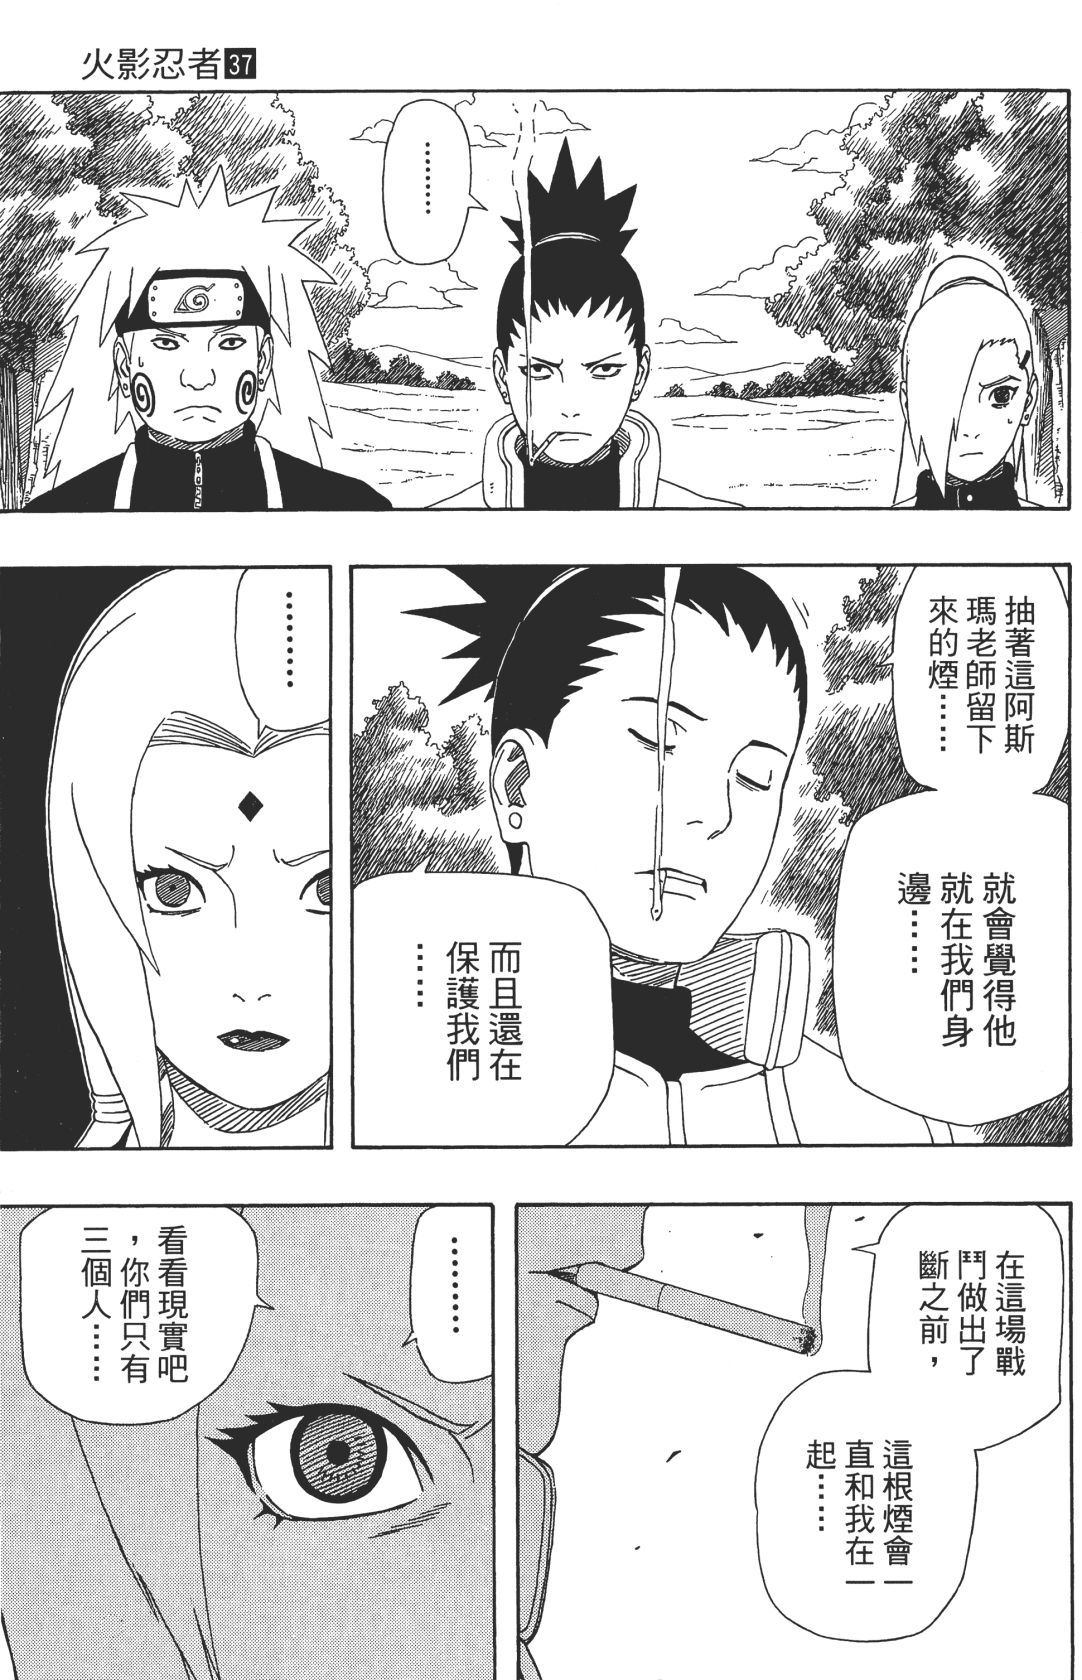 火影忍者37
………
抽著這阿斯
瑪老師留下
來的煙……
就會覺得他
就在我們身
邊……
而且還在
保護我們
……
………
在這場戰
鬥做出了
斷之前，
這根煙會一
直和我在一
起……
………
看看現實吧
，你們只有
三個人……